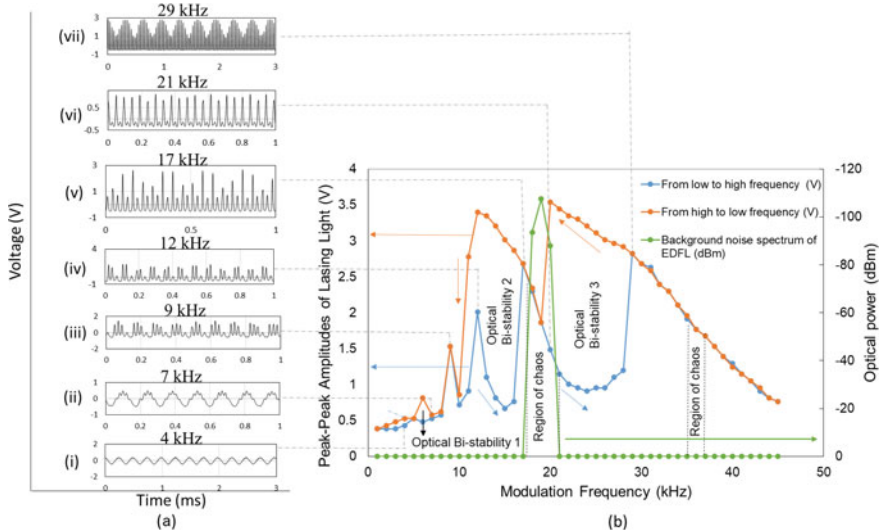 29 kHz
(vii)
3
1
-1
0 1 2 3
21 kHz
(vi)
0.5
-0.5
0 0.2 0.4 0.6 0.8 1
17 kHz
(v)
3
1
-1
0 0.2 0.4 0.6 0.8 1
12 kHz
(iv)
4
-1
0 0.2 0.4 0.6 0.8 1
9 kHz
(iii)
2
0
-2
0 0.2 0.4 0.6 0.8 1
7 kHz
(ii)
1
-1
0 0.2 0.4 0.6 0.8 1
4 kHz
(i)
2
0
-2
0 1 2 3
Voltage (V)
Time (ms)
(a)
Peak-Peak Amplitudes of Lasing Light (V)
4
3.5
3
2.5
2
1.5
1
0.5
0
From low to high frequency (V)
From high to low frequency (V)
Background noise spectrum of
EDFL (dBm)
Optical
Bi-stability 2
Optical
Bi-stability 3
Region of chaos
Region of chaos
Optical Bi-stability 1
-120
-100
-80
-60
-40
-20
0
Optical power (dBm)
0 10 20 30 40 50
Modulation Frequency (kHz)
(b)